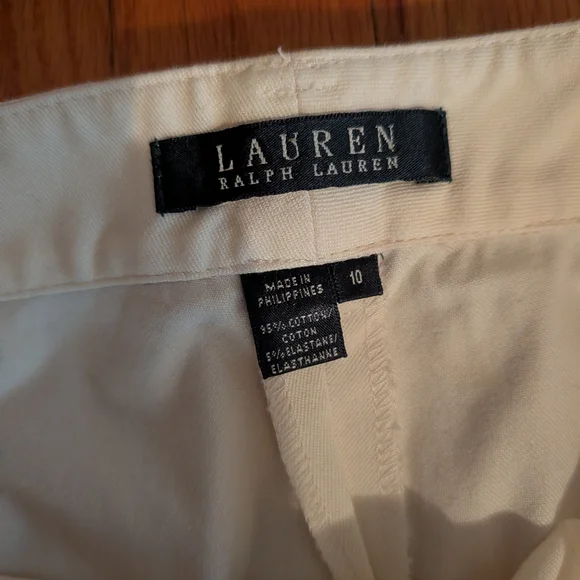 LAUREN
RALPH LAUREN
MADE IN
PHILIPPINES
10
95% COTTON/
COTON
5% ELASTANE/
ELASTHANNE